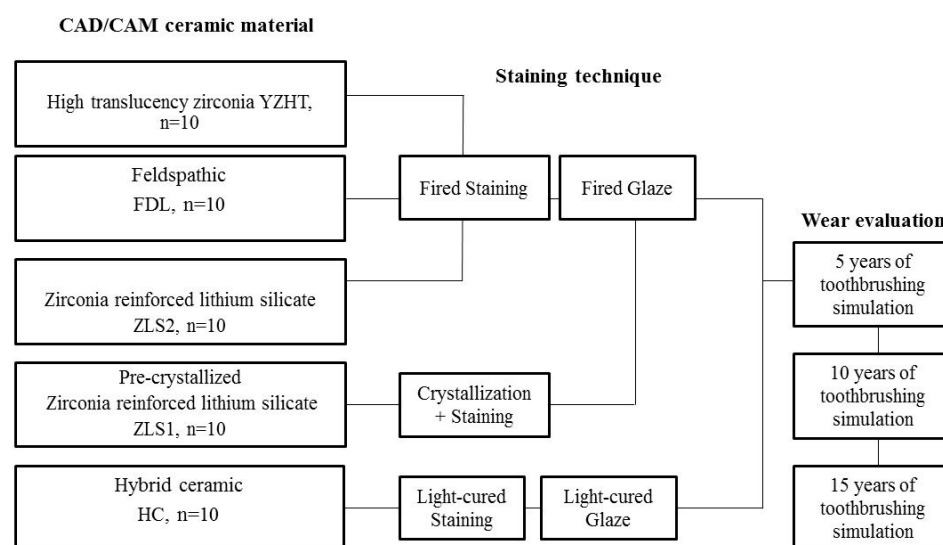 CAD/CAM ceramic material
Staining technique
High translucency zirconia YZHT,
n=10
Feldspathic
FDL, n=10
Fired Staining
Fired Glaze
Wear evaluation
5 years of
toothbrushing
simulation
Zirconia reinforced lithium silicate
ZLS2, n=10
Pre-crystallized
Zirconia reinforced lithium silicate
ZLS1, n=10
Crystallization
+ Staining
10 years of
toothbrushing
simulation
Hybrid ceramic
HC, n=10
Light-cured
Staining
Light-cured
Glaze
15 years of
toothbrushing
simulation